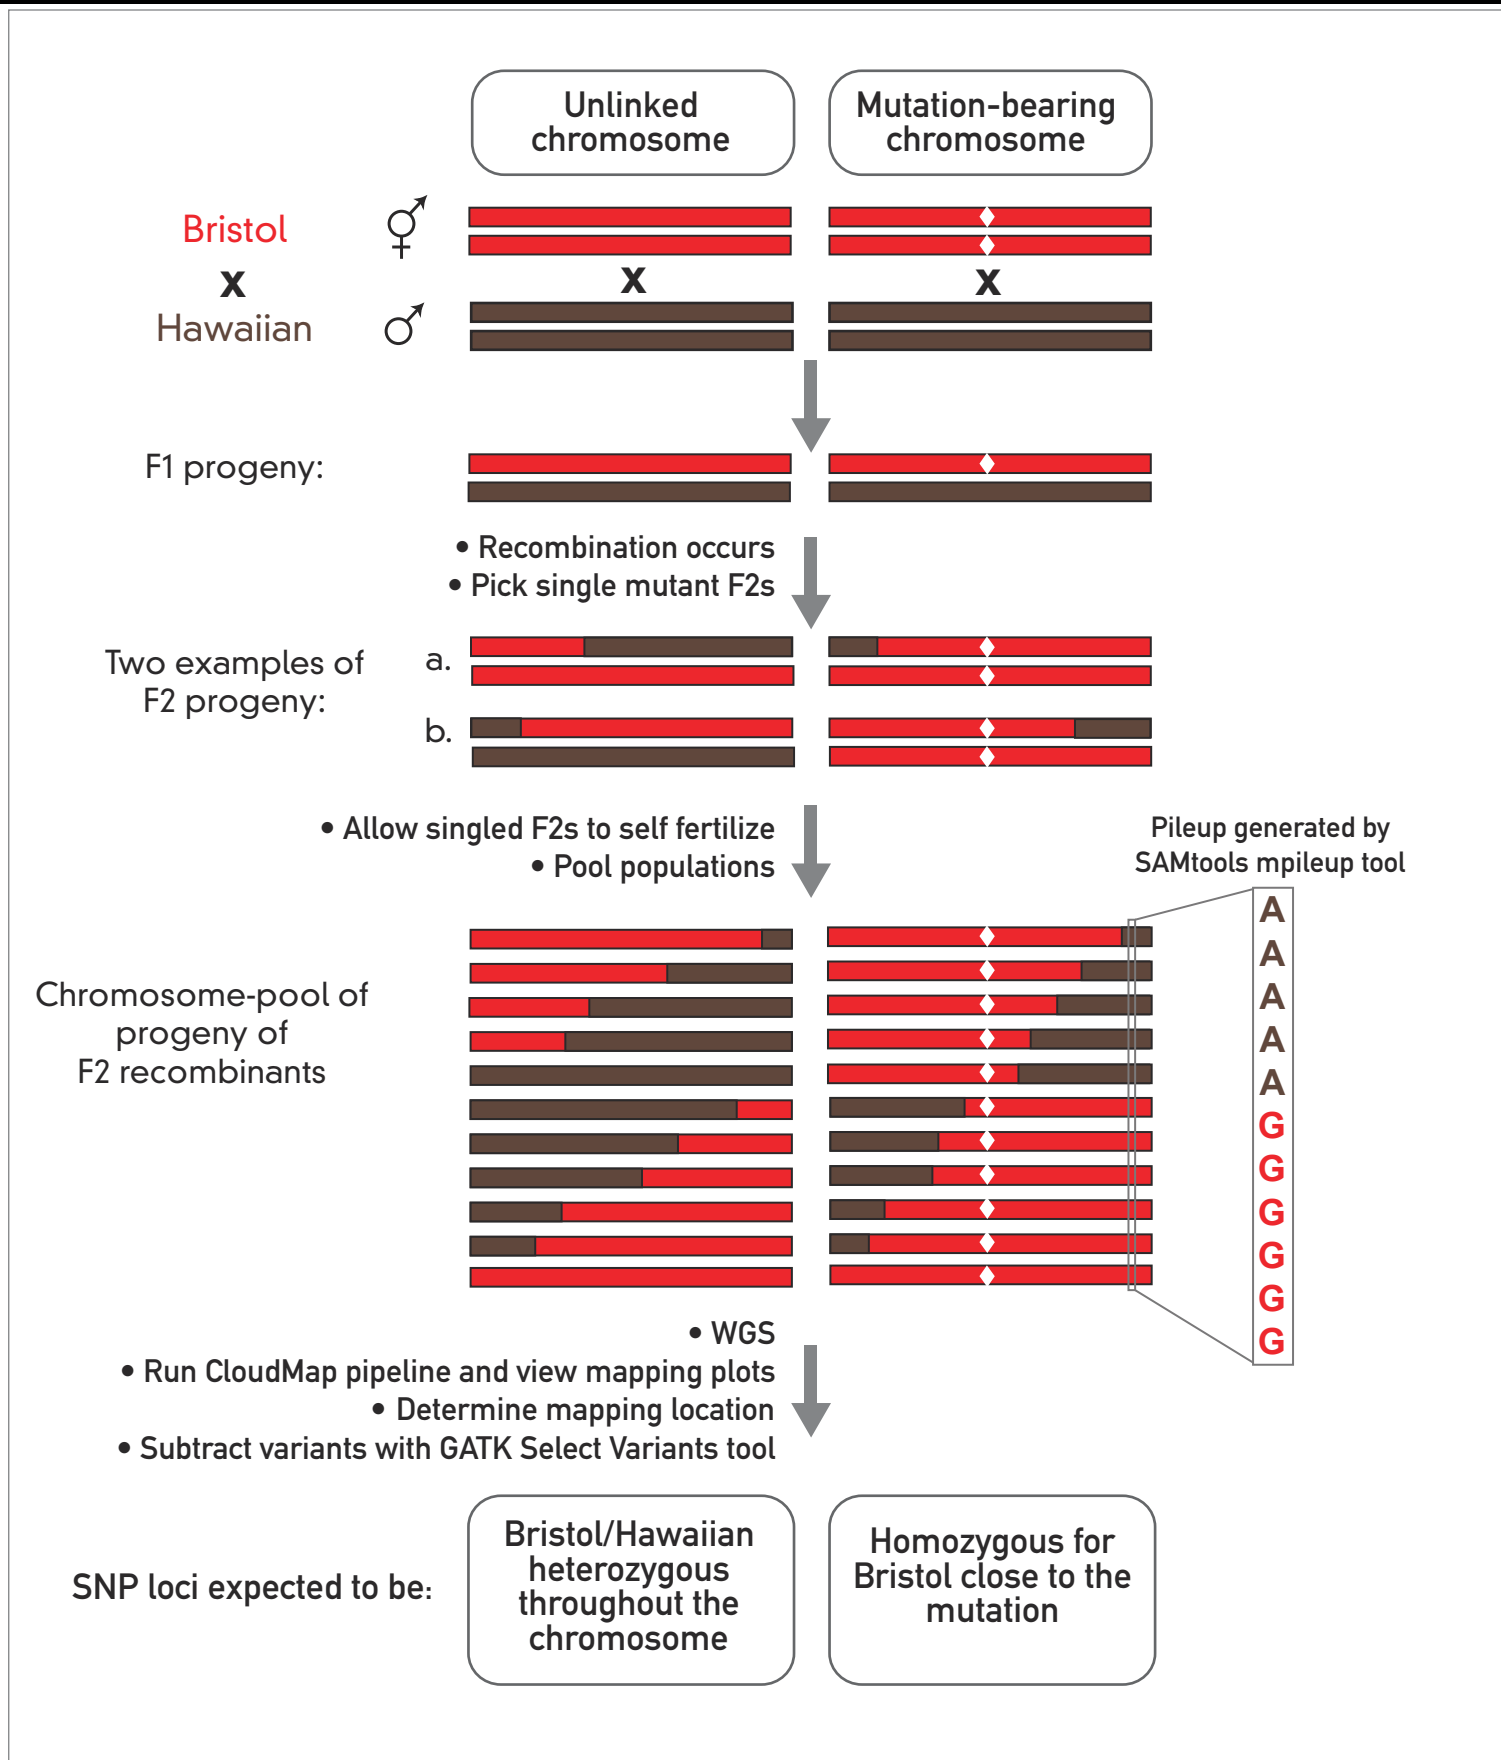 Unlinked
chromosome
Mutation-bearing
chromosome
Bristol
x
Hawaiian
x
x
F1 progeny:
• Recombination occurs
• Pick single mutant F2s
Two examples of
F2 progeny:
a.
b.
• Allow singled F2s to self fertilize
• Pool populations
Pileup generated by
SAMtools mpileup tool
Chromosome-pool of
progeny of
F2 recombinants
A
A
A
A
A
G
G
G
G
G
G
• WGS
• Run CloudMap pipeline and view mapping plots
• Determine mapping location
• Subtract variants with GATK Select Variants tool
SNP loci expected to be:
Bristol/Hawaiian
heterozygous
throughout the
chromosome
Homozygous for
Bristol close to the
mutation